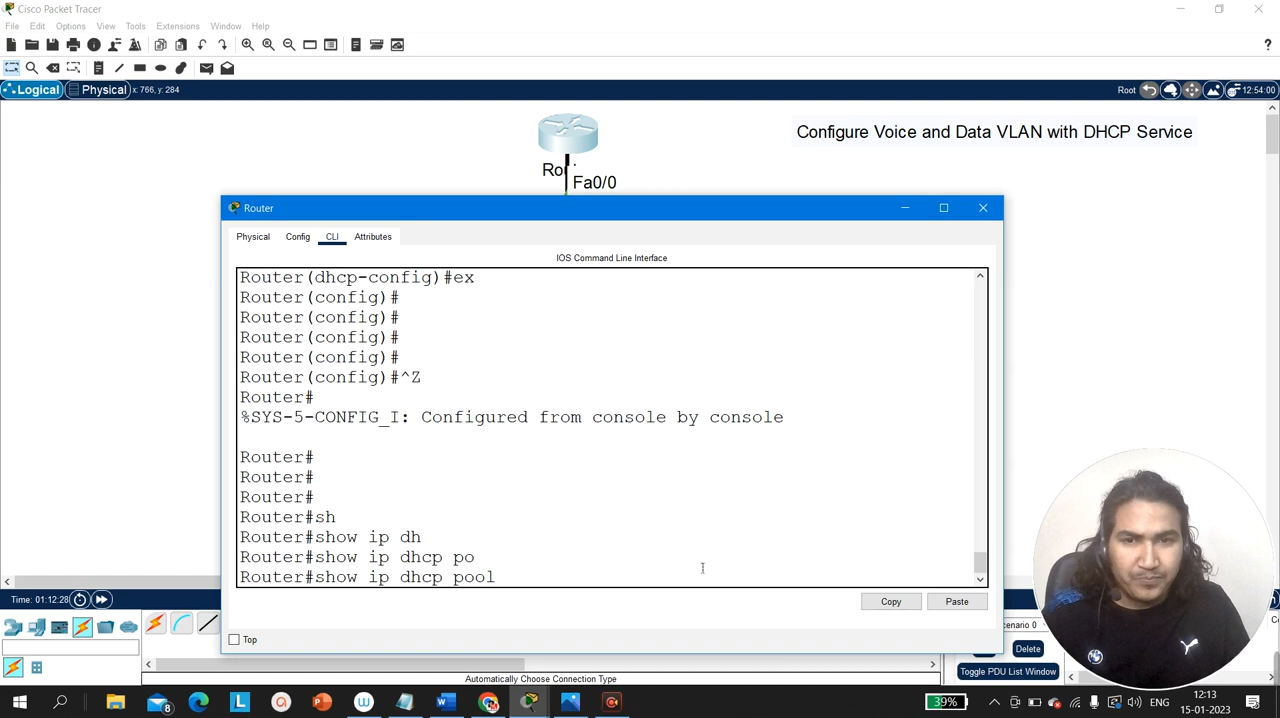 Cisco Packet Tracer
File Edit Options View Tools Extensions Window Help
?
Logical Physical x: 766, y: 284 Root 12:54:00
Configure Voice and Data VLAN with DHCP Service
Rou
Fa0/0
Router
Physical Config CLI Attributes
IOS Command Line Interface
Router(dhcp-config)#ex
Router(config)#
Router(config)#
Router(config)#
Router(config)#
Router(config)#^Z
Router#
%SYS-5-CONFIG_I: Configured from console by console
Router#
Router#
Router#
Router#sh
Router#show ip dh
Router#show ip dhcp po
Router#show ip dhcp pool
Copy Paste
Top
Time: 01:12:28
cenario 0
Delete
Toggle PDU List Window
Automatically Choose Connection Type
8
39%
ENG
12:13
15-01-2023